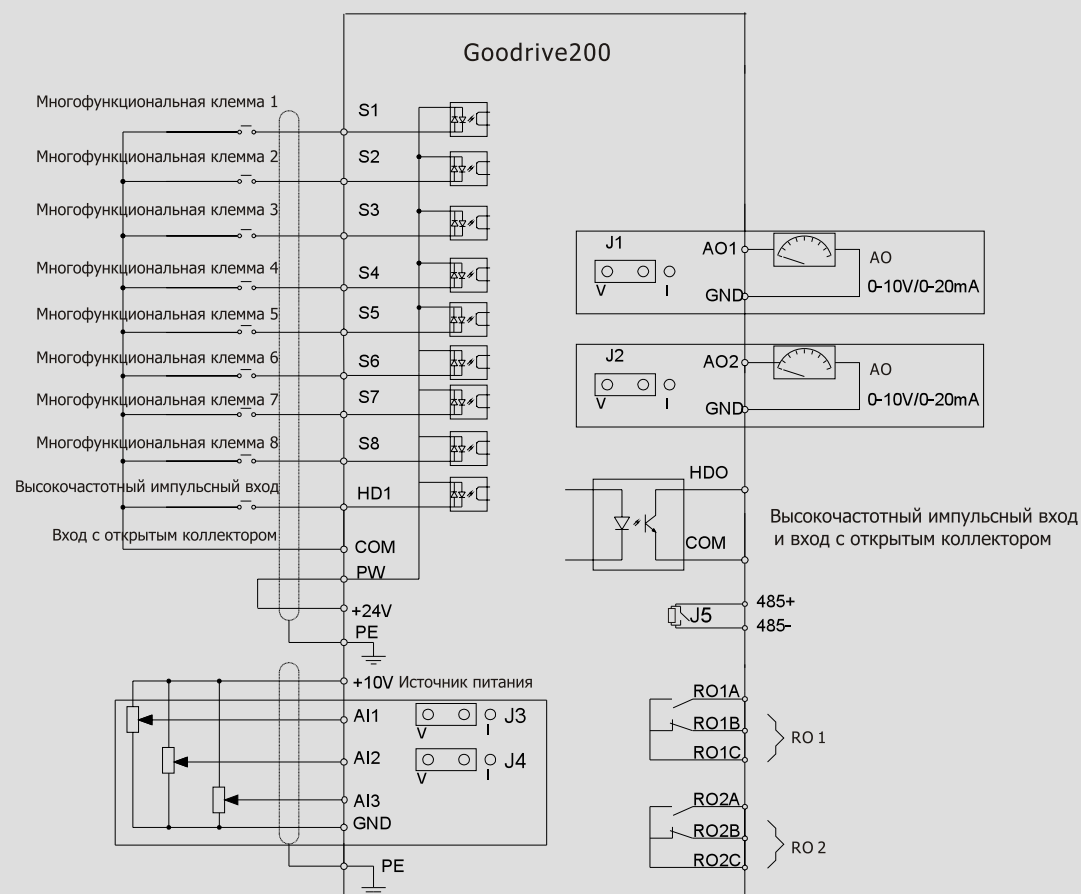 Goodrive200
Многофункциональная клемма 1
S1
Многофункциональная клемма 2
S2
Многофункциональная клемма 3
S3
Многофункциональная клемма 4
S4
Многофункциональная клемма 5
S5
Многофункциональная клемма 6
S6
Многофункциональная клемма 7
S7
Многофункциональная клемма 8
S8
Высокочастотный импульсный вход
HD1
Вход с открытым коллектором
COM
PW
+24V
PE
+10V Источник питания
AI1
J3
V
I
AI2
J4
V
I
AI3
GND
PE
J1
V
I
AO1
GND
AO
0-10V/0-20mA
J2
V
I
AO2
GND
AO
0-10V/0-20mA
HDO
COM
Высокочастотный импульсный вход
и вход с открытым коллектором
J5
485+
485-
RO1A
RO1B
RO1C
RO 1
RO2A
RO2B
RO2C
RO 2